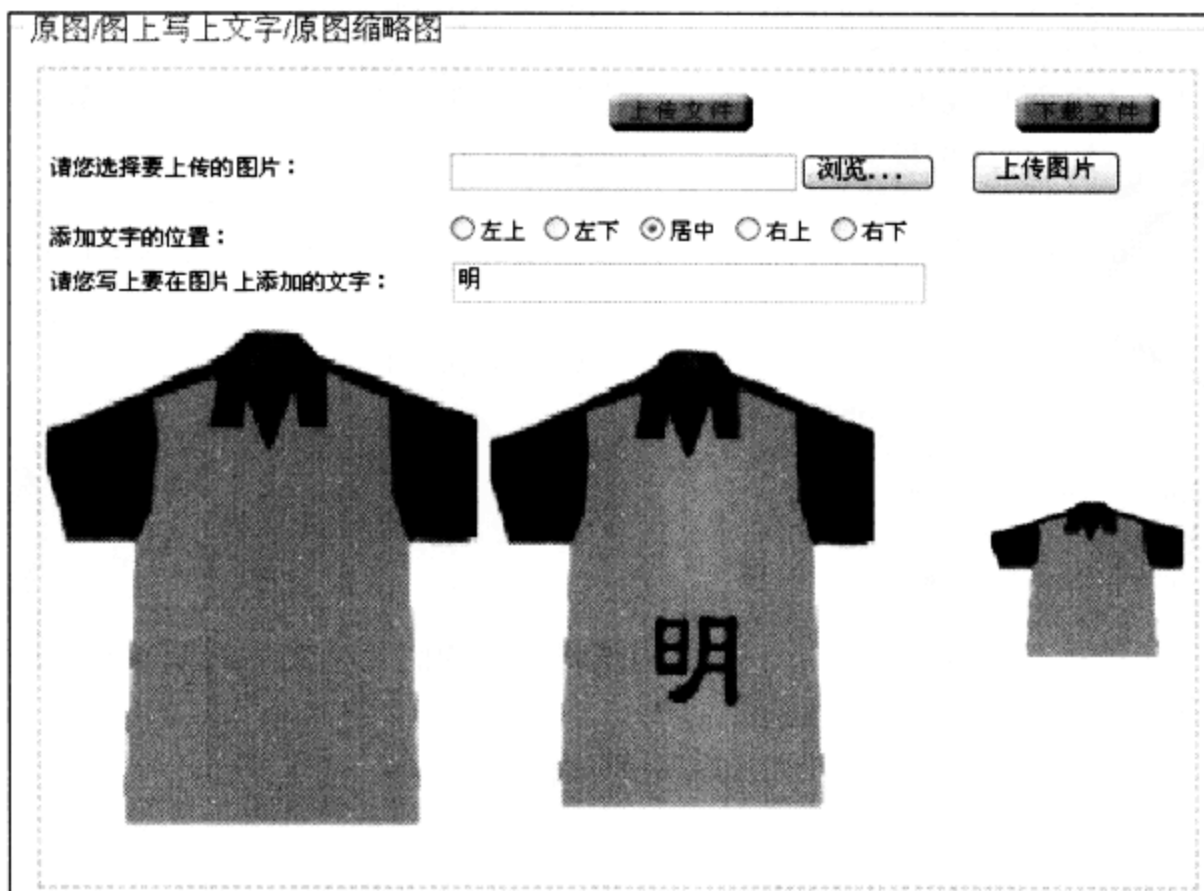 原图/图上写上文字/原图缩略图
上传文件 下载文件
请您选择要上传的图片： 浏览... 上传图片
添加文字的位置： 左上 左下 居中 右上 右下
请您写上要在图片上添加的文字： 明
明